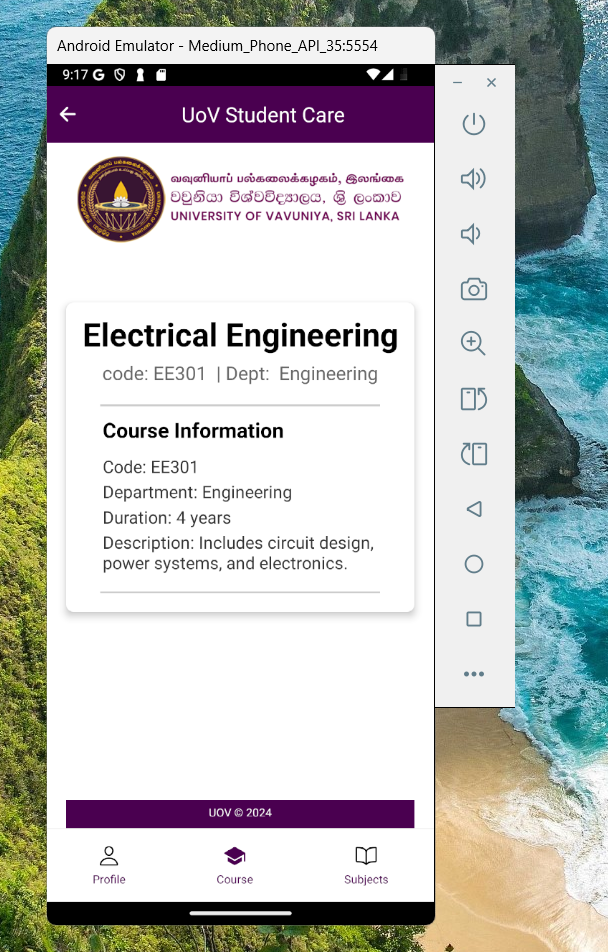 Android Emulator - Medium_Phone_API_35:5554
9:17
UoV Student Care
வவுனியாப் பல்கலைக்கழகம், இலங்கை
වවුනියා විශ්වවිද්‍යාලය, ශ්‍රී ලංකාව
UNIVERSITY OF VAVUNIYA, SRI LANKA
Electrical Engineering
code: EE301 | Dept: Engineering
Course Information
Code: EE301
Department: Engineering
Duration: 4 years
Description: Includes circuit design,
power systems, and electronics.
UOV © 2024
Profile
Course
Subjects